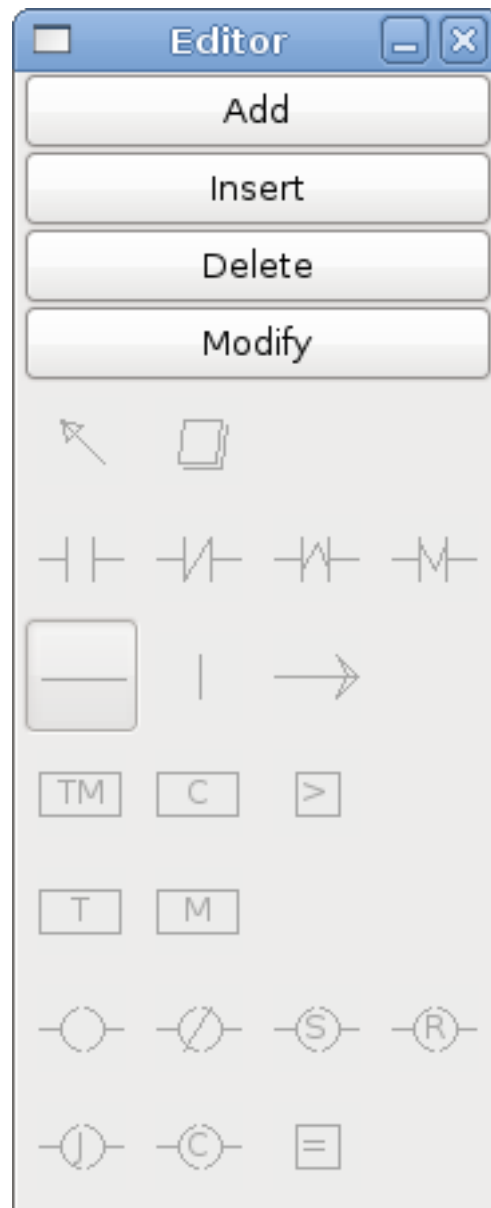 Editor
Add
Insert
Delete
Modify
TM C >
T M
S R
J C =